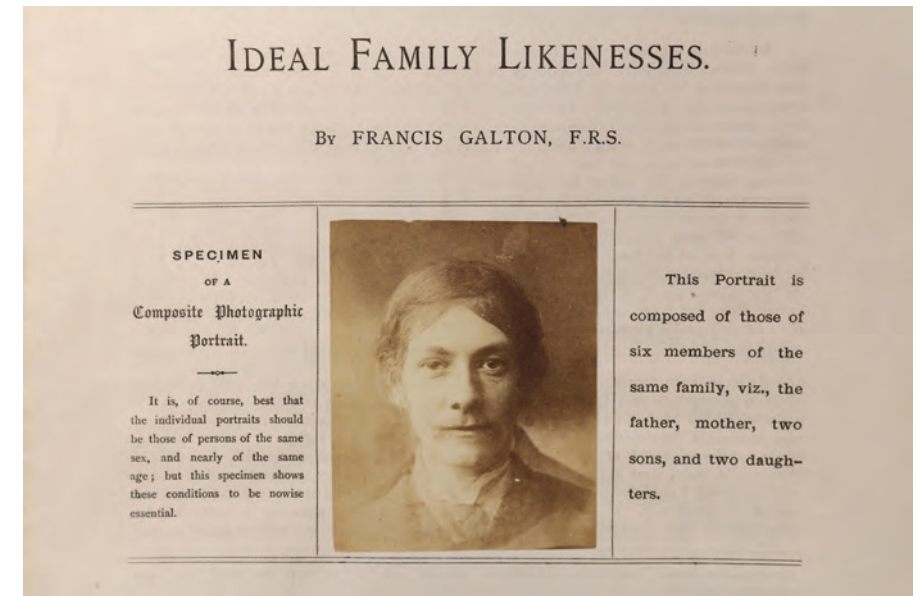 IDEAL FAMILY LIKENESSES.
BY FRANCIS GALTON, F.R.S.
SPECIMEN
OF A
Composite Photographic
Portrait.
It is, of course, best that
the individual portraits should
be those of persons of the same
sex, and nearly of the same
age; but this specimen shows
these conditions to be nowise
essential.
This Portrait is
composed of those of
six members of the
same family, viz., the
father, mother, two
sons, and two daugh-
ters.